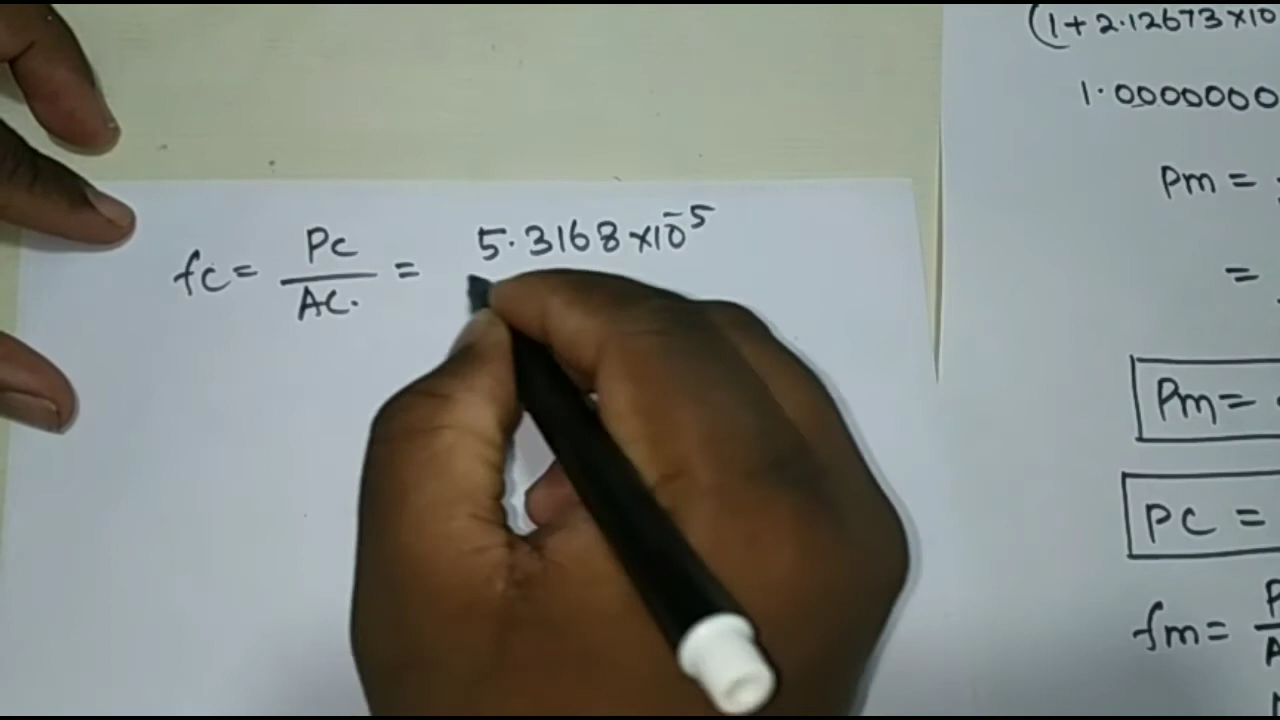 fc = Pc / Ac. = 5.3168×10⁻⁵
(1+2.12673×10
1.0000000
Pm =
=
Pm =
PC =
fm =